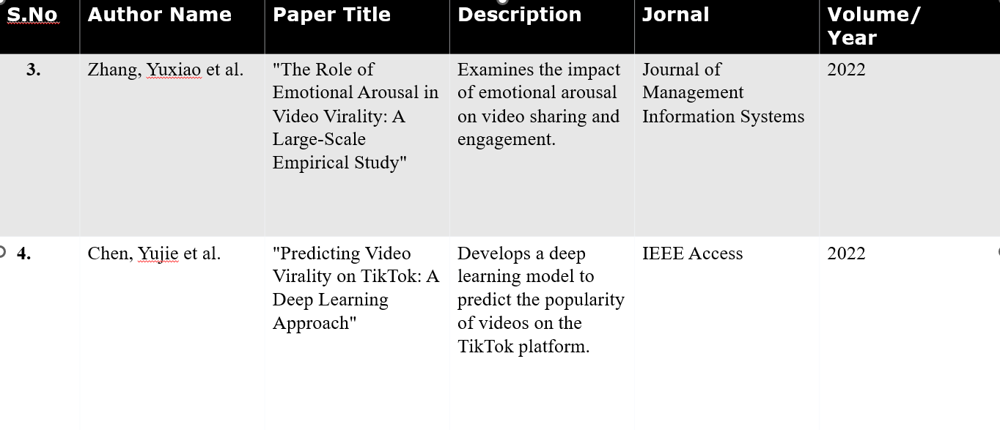 S.No
Author Name
Paper Title
Description
Jornal
Volume/
Year
3.
Zhang, Yuxiao et al.
"The Role of
Emotional Arousal in
Video Virality: A
Large-Scale
Empirical Study"
Examines the impact
of emotional arousal
on video sharing and
engagement.
Journal of
Management
Information Systems
2022
4.
Chen, Yujie et al.
"Predicting Video
Virality on TikTok: A
Deep Learning
Approach"
Develops a deep
learning model to
predict the popularity
of videos on the
TikTok platform.
IEEE Access
2022